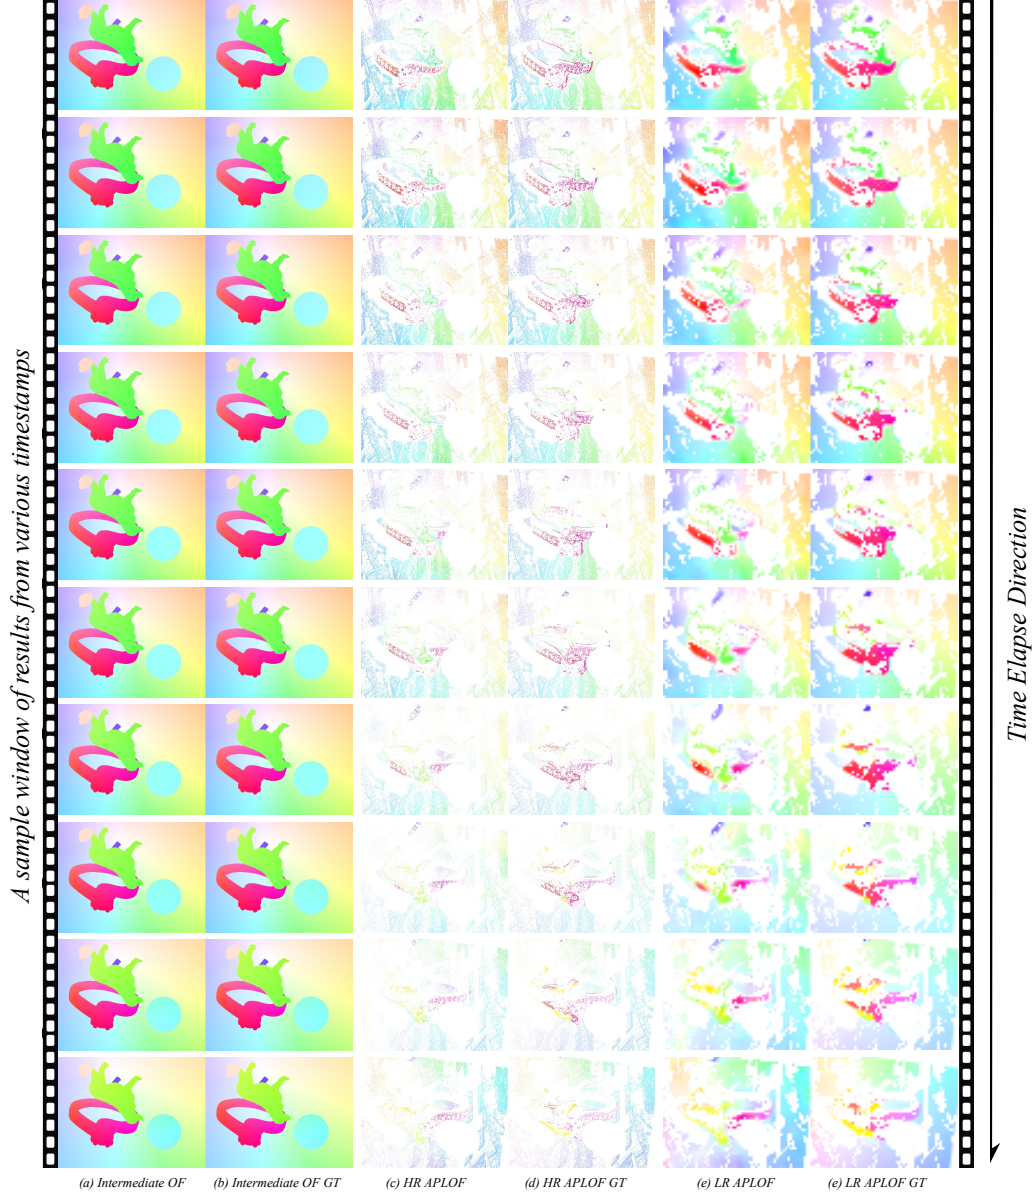 A sample window of results from various timestamps
Time Elapse Direction
(a) Intermediate OF
(b) Intermediate OF GT
(c) HR APLOF
(d) HR APLOF GT
(e) LR APLOF
(e) LR APLOF GT